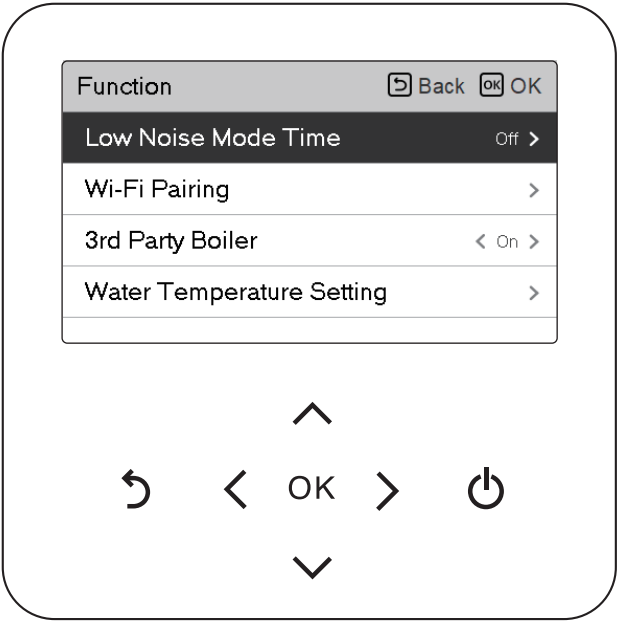 Function Back OK OK
Low Noise Mode Time Off
Wi-Fi Pairing
3rd Party Boiler On
Water Temperature Setting
OK